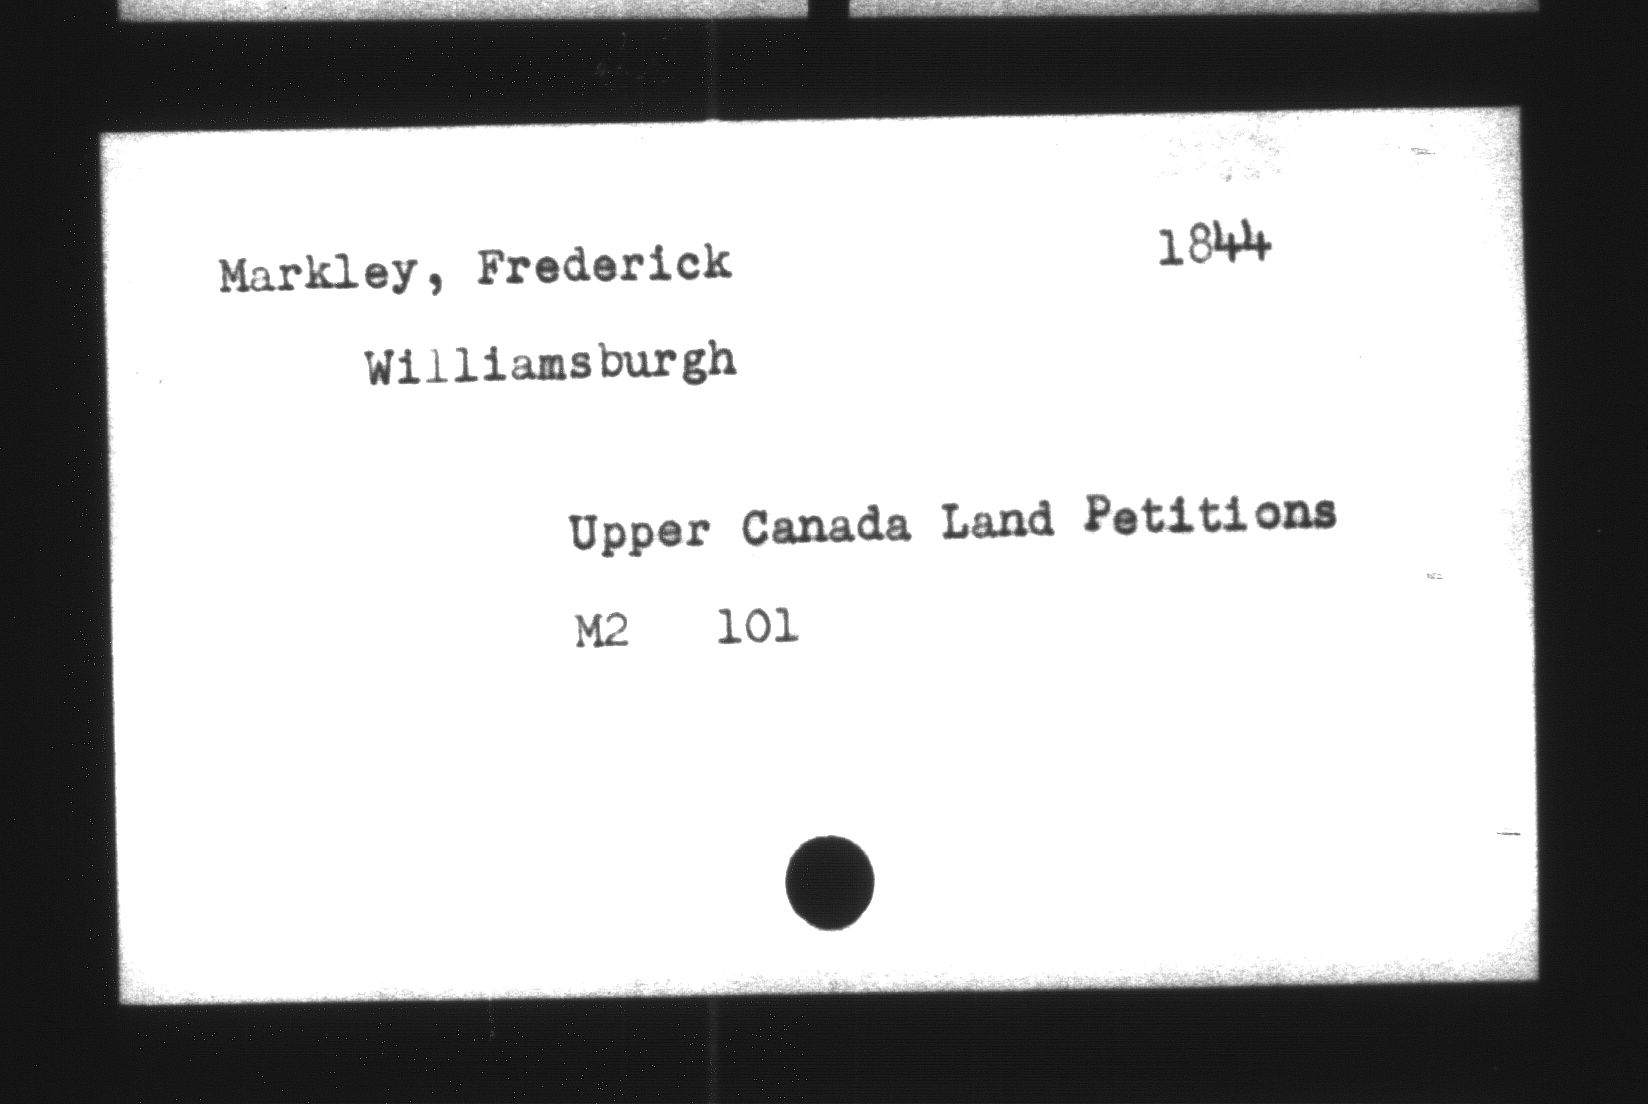 Markley, Frederick 1844
Williamsburgh
Upper Canada Land Petitions
M2 101